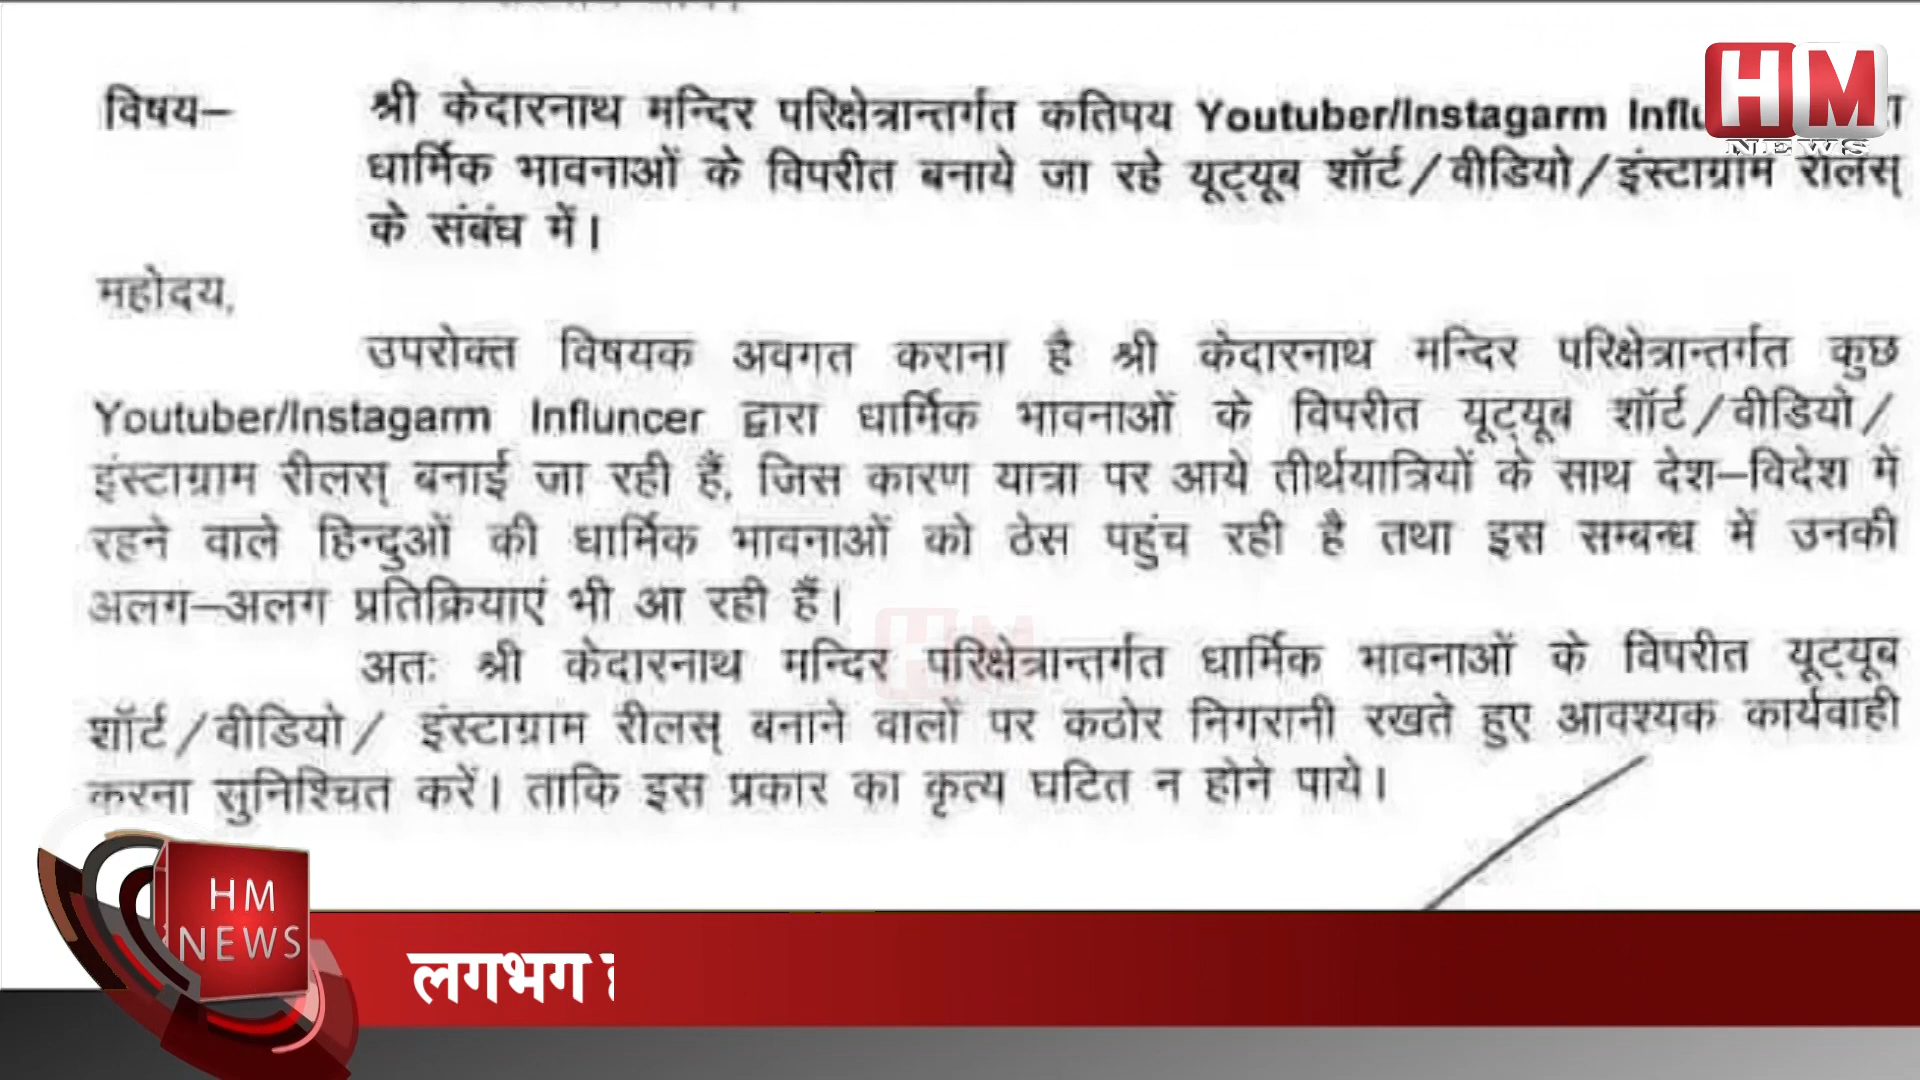 विषय– श्री केदारनाथ मन्दिर परिक्षेत्रान्तर्गत कतिपय Youtuber/Instagarm
धार्मिक भावनाओं के विपरीत बनाये जा रहे यूट्यूब शॉर्ट/वीडियो/इंस्टाग्राम रीलस्
के संबंध में।
महोदय,
उपरोक्त विषयक अवगत कराना है श्री केदारनाथ मन्दिर परिक्षेत्रान्तर्गत कुछ
Youtuber/Instagarm Influncer द्वारा धार्मिक भावनाओं के विपरीत यूट्यूब शॉर्ट/वीडियो/
इंस्टाग्राम रीलस् बनाई जा रही हैं, जिस कारण यात्रा पर आये तीर्थयात्रियों के साथ देश–विदेश में
रहने वाले हिन्दुओं की धार्मिक भावनाओं को ठेस पहुंच रही है तथा इस सम्बन्ध में उनकी
अलग–अलग प्रतिक्रियाएं भी आ रही हैं।
अतः श्री केदारनाथ मन्दिर परिक्षेत्रान्तर्गत धार्मिक भावनाओं के विपरीत यूट्यूब
शॉर्ट/वीडियो/ इंस्टाग्राम रीलस् बनाने वालों पर कठोर निगरानी रखते हुए आवश्यक कार्यवाही
करना सुनिश्चित करें। ताकि इस प्रकार का कृत्य घटित न होने पाये।
HM
NEWS
HM
NEWS
लगभग